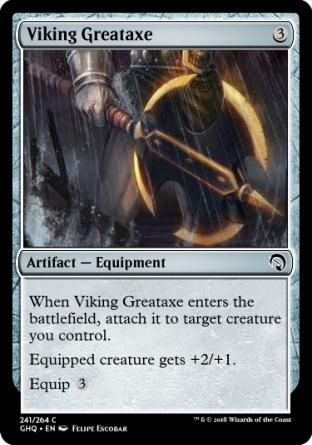 Viking Greataxe 3
Artifact — Equipment
When Viking Greataxe enters the
battlefield, attach it to target creature
you control.
Equipped creature gets +2/+1.
Equip 3
241/264 C
GHQ • EN Felipe Escobar
™ & © 2018 Wizards of the Coast